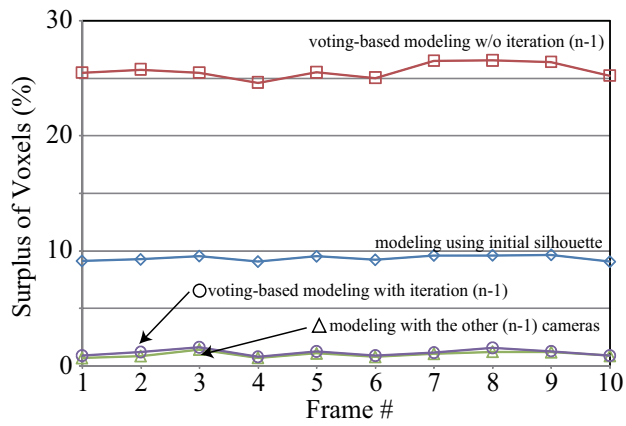 30
voting-based modeling w/o iteration (n-1)
20
Surplus of Voxels (%)
modeling using initial silhouette
10
voting-based modeling with iteration (n-1)
modeling with the other (n-1) cameras
0
1 2 3 4 5 6 7 8 9 10
Frame #